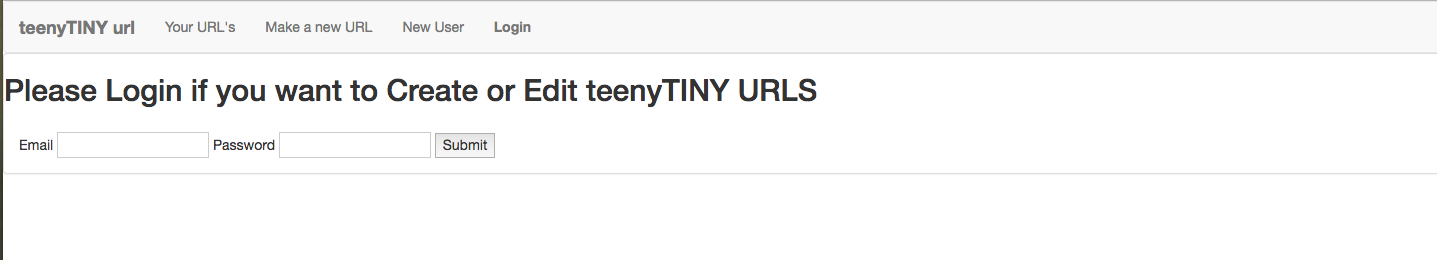 teenyTINY url Your URL's Make a new URL New User Login
Please Login if you want to Create or Edit teenyTINY URLS
Email Password Submit